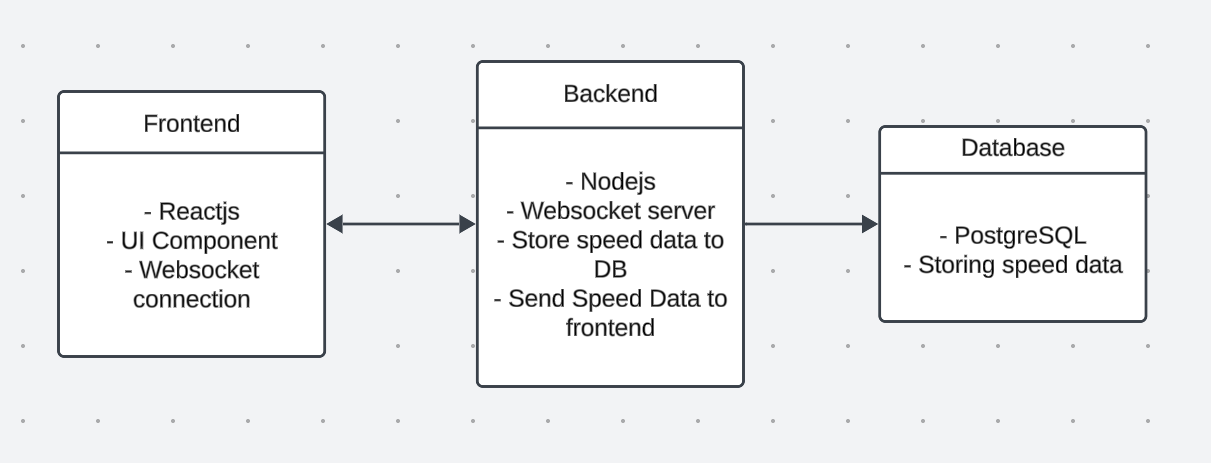 Frontend
- Reactjs
- UI Component
- Websocket
connection
Backend
- Nodejs
- Websocket server
- Store speed data to
DB
- Send Speed Data to
frontend
Database
- PostgreSQL
- Storing speed data